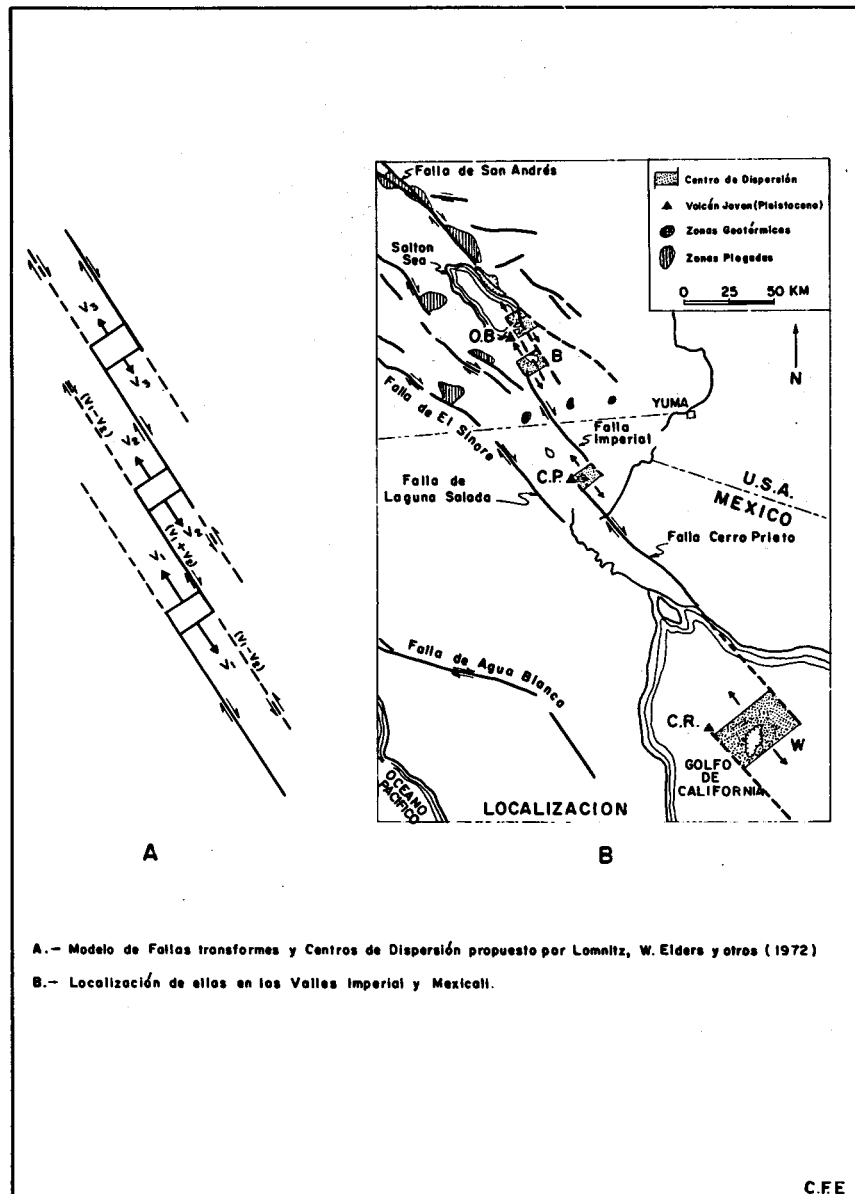 V3
V3
(V1-V2)
V2
V2
(V1+V2)
V1
V1
(V1-V2)
A
Falla de San Andrés
Centro de Dispersión
Volcán Joven (Pleistoceno)
Zonas Geotérmicas
Zonas Plegadas
0 25 50 KM
N
Salton
Sea
O.B
B
YUMA
Falla
Imperial
Falla de El Sinore
C.P.
Falla de
Laguna Salada
U.S.A.
MEXICO
Falla Cerro Prieto
Falla de Agua Blanca
C.R.
W
GOLFO
DE
CALIFORNIA
OCEANO
PACIFICO
LOCALIZACION
B
A.- Modelo de Fallas transformes y Centros de Dispersión propuesto por Lomnitz, W. Elders y otros (1972)
B.- Localización de ellas en los Valles Imperial y Mexicali.
C.F.E